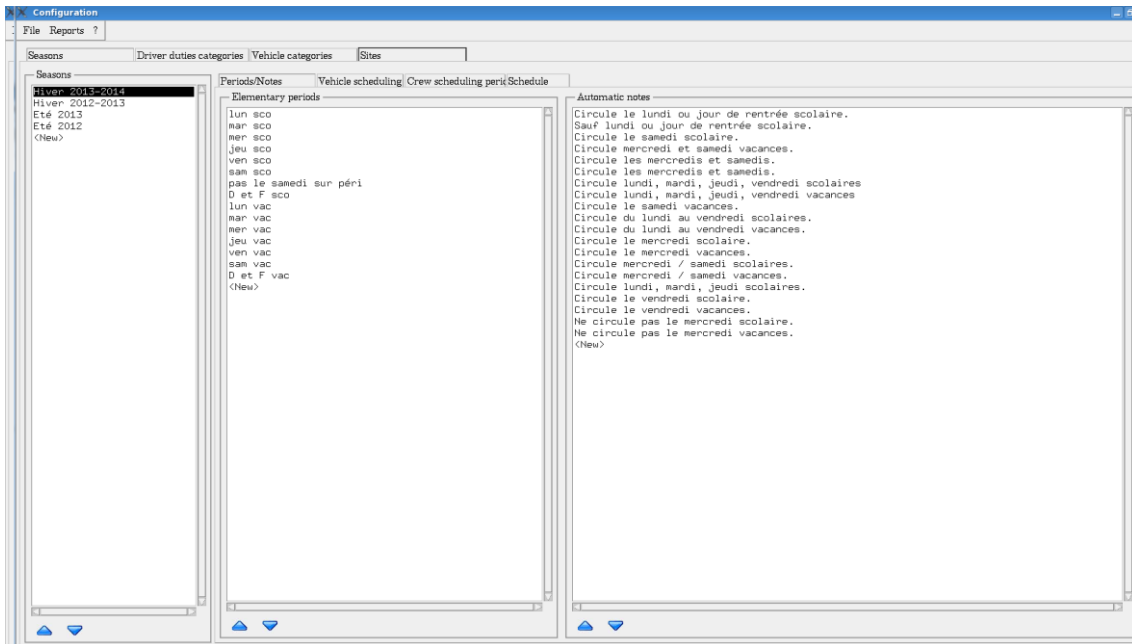 Configuration
File Reports ?
Seasons Driver duties categories Vehicle categories Sites
Seasons
Hiver 2013-2014
Hiver 2012-2013
Eté 2013
Eté 2012
<New>
Periods/Notes Vehicle scheduling Crew scheduling peri Schedule
Elementary periods
lun sco
mar sco
mer sco
jeu sco
ven sco
sam sco
pas le samedi sur péri
D et F sco
lun vac
mar vac
mer vac
jeu vac
ven vac
sam vac
D et F vac
<New>
Automatic notes
Circule le lundi ou jour de rentrée scolaire.
Sauf lundi ou jour de rentrée scolaire.
Circule le samedi scolaire.
Circule mercredi et samedi vacances.
Circule les mercredis et samedis.
Circule les mercredis et samedis.
Circule lundi, mardi, jeudi, vendredi scolaires
Circule lundi, mardi, jeudi, vendredi vacances
Circule le samedi vacances.
Circule du lundi au vendredi scolaires.
Circule du lundi au vendredi vacances.
Circule le mercredi scolaire.
Circule le mercredi vacances.
Circule mercredi / samedi scolaires.
Circule mercredi / samedi vacances.
Circule lundi, mardi, jeudi scolaires.
Circule le vendredi scolaire.
Circule le vendredi vacances.
Ne circule pas le mercredi scolaire.
Ne circule pas le mercredi vacances.
<New>